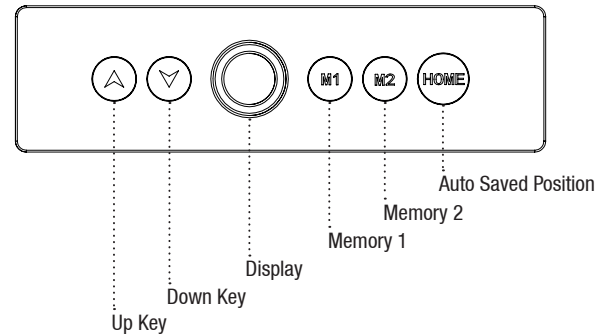 M1 M2 HOME
Auto Saved Position
Memory 2
Memory 1
Display
Down Key
Up Key